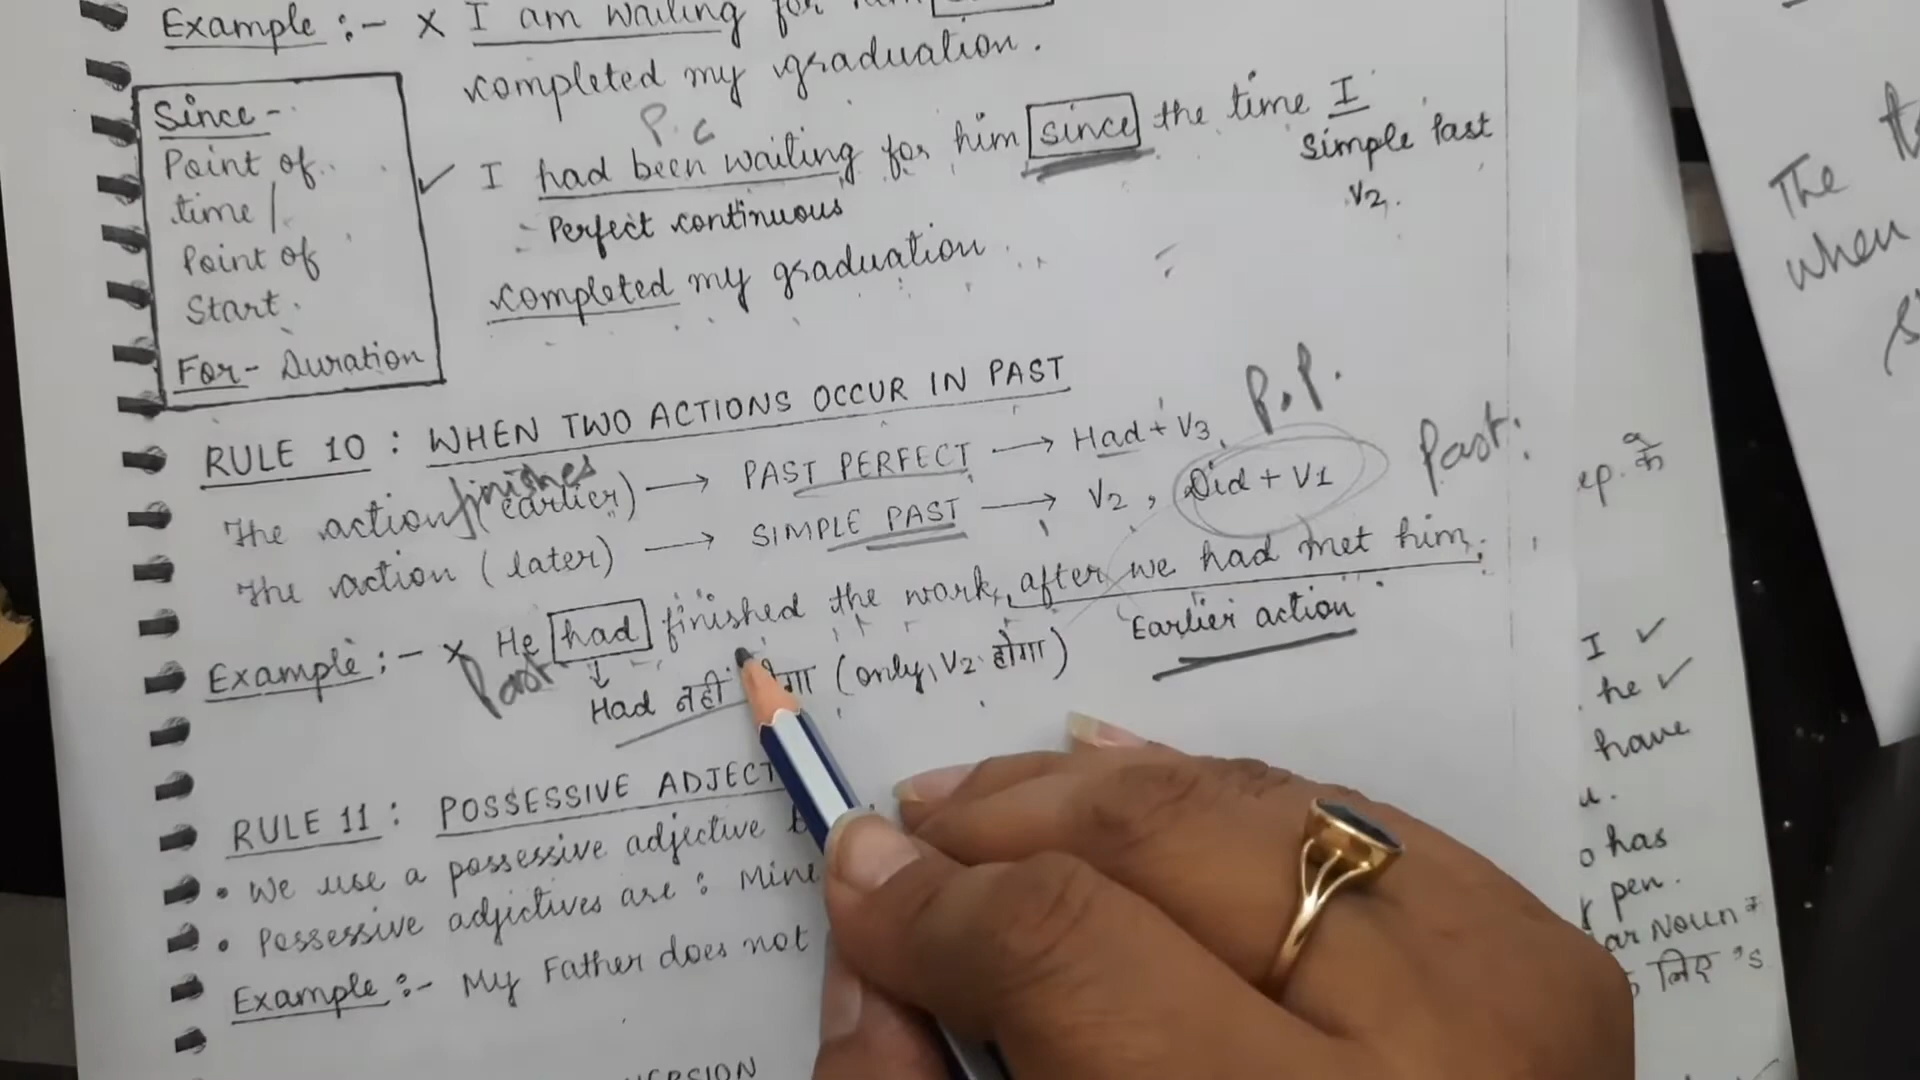 Example :- × I am waiting for
completed my graduation.
Since -
Point of
time /
Point of
Start.
For - Duration
P.C
✓ I had been waiting for him since the time I
Perfect continuous
Simple Past
V2.
completed my graduation
RULE 10 : WHEN TWO ACTIONS OCCUR IN PAST
The action finishes (earlier) → PAST PERFECT → Had + V3, P.P.
The action (later) → SIMPLE PAST → V2, Did + V1 Past:
Example :- × He had finished the work, after we had met him.
Past
Had नहीं (only, V2 होगा)
Earlier action
RULE 11 : POSSESSIVE ADJECT
• We use a possessive adjective
• Possessive adjictives are : Mine
Example :- My Father does not
ERSION
The
when
ep. के
I ✓
he ✓
have
u.
o has
pen.
ar Noun
लिए 's